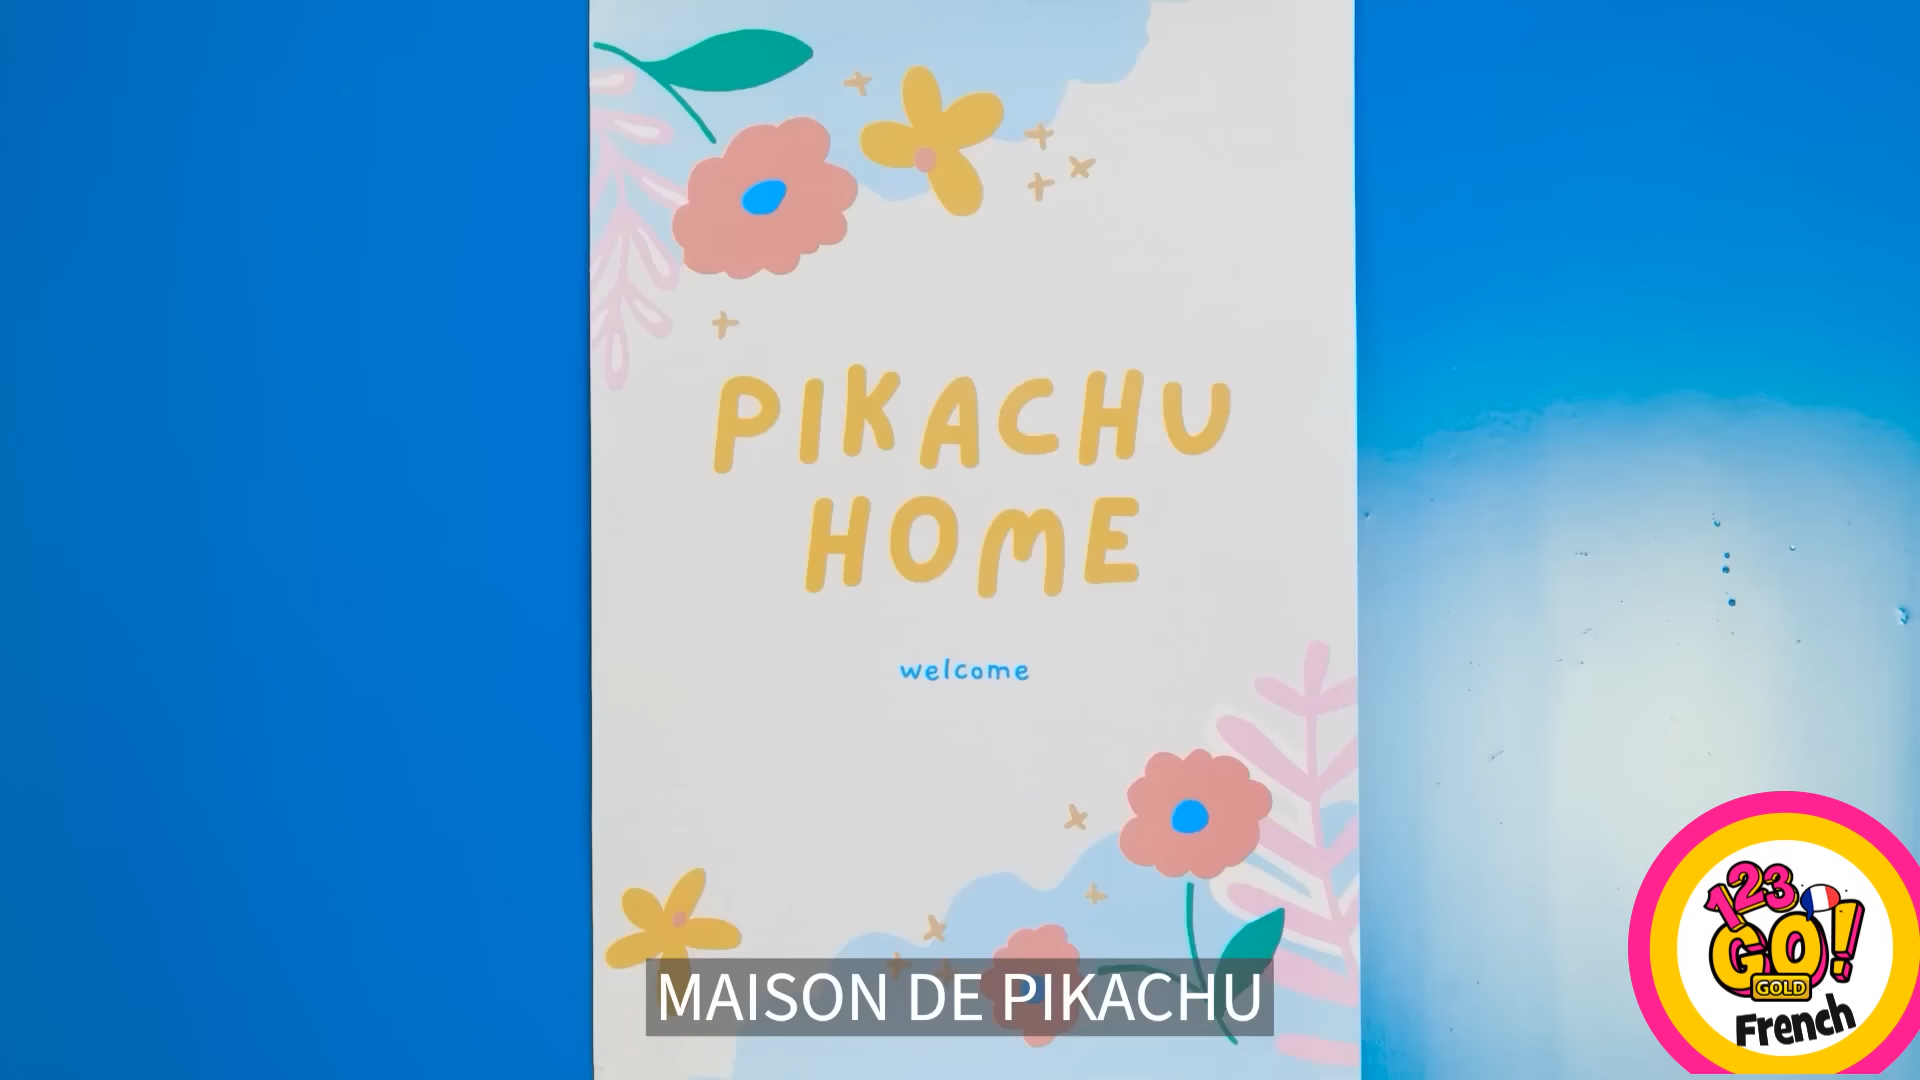 PIKACHU
HOME
welcome
MAISON DE PIKACHU
123
GO!
GOLD
French